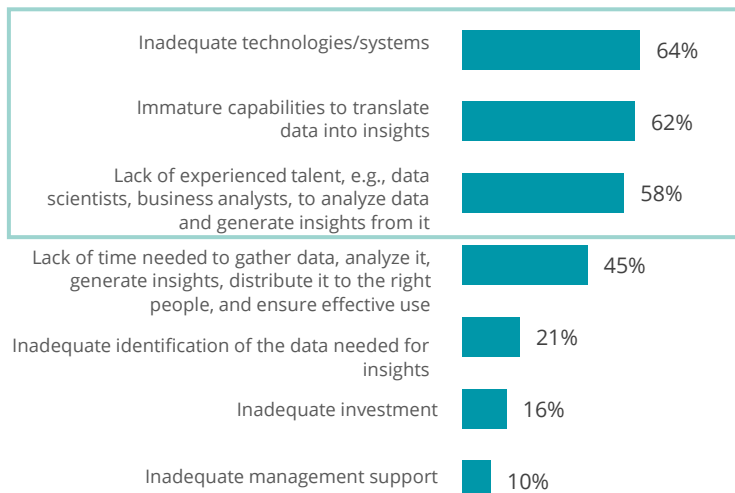 Inadequate technologies/systems
64%
Immature capabilities to translate
data into insights
62%
Lack of experienced talent, e.g., data
scientists, business analysts, to analyze data
and generate insights from it
58%
Lack of time needed to gather data, analyze it,
generate insights, distribute it to the right
people, and ensure effective use
45%
Inadequate identification of the data needed for
insights
21%
Inadequate investment
16%
Inadequate management support
10%